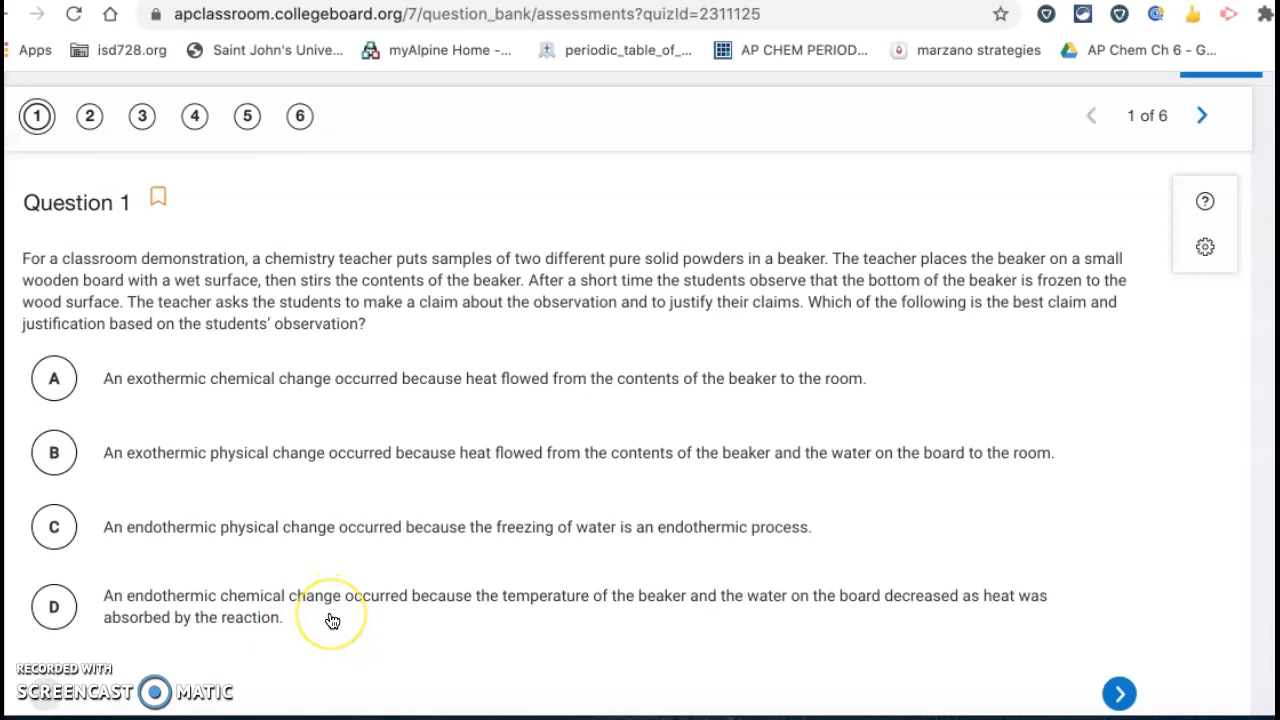 apclassroom.collegeboard.org/7/question_bank/assessments?quizId=2311125
Apps isd728.org Saint John's Unive... myAlpine Home -... periodic_table_of_... AP CHEM PERIOD... marzano strategies AP Chem Ch 6 - G...
1 2 3 4 5 6 1 of 6
Question 1
?
For a classroom demonstration, a chemistry teacher puts samples of two different pure solid powders in a beaker. The teacher places the beaker on a small
wooden board with a wet surface, then stirs the contents of the beaker. After a short time the students observe that the bottom of the beaker is frozen to the
wood surface. The teacher asks the students to make a claim about the observation and to justify their claims. Which of the following is the best claim and
justification based on the students' observation?
A An exothermic chemical change occurred because heat flowed from the contents of the beaker to the room.
B An exothermic physical change occurred because heat flowed from the contents of the beaker and the water on the board to the room.
C An endothermic physical change occurred because the freezing of water is an endothermic process.
D An endothermic chemical change occurred because the temperature of the beaker and the water on the board decreased as heat was
absorbed by the reaction.
RECORDED WITH
SCREENCAST MATIC